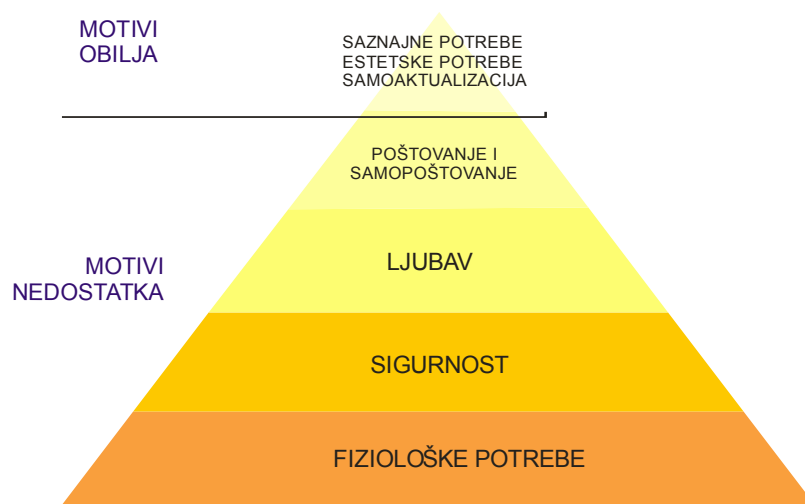 MOTIVI
OBILJA
SAZNAJNE POTREBE
ESTETSKE POTREBE
SAMOAKTUALIZACIJA
POŠTOVANJE I
SAMOPOŠTOVANJE
MOTIVI
NEDOSTATKA
LJUBAV
SIGURNOST
FIZIOLOŠKE POTREBE